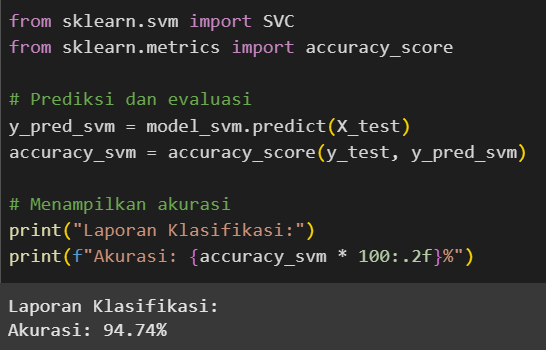 from sklearn.svm import SVC
from sklearn.metrics import accuracy_score
# Prediksi dan evaluasi
y_pred_svm = model_svm.predict(X_test)
accuracy_svm = accuracy_score(y_test, y_pred_svm)
# Menampilkan akurasi
print("Laporan Klasifikasi:")
print(f"Akurasi: {accuracy_svm * 100:.2f}%")
Laporan Klasifikasi:
Akurasi: 94.74%